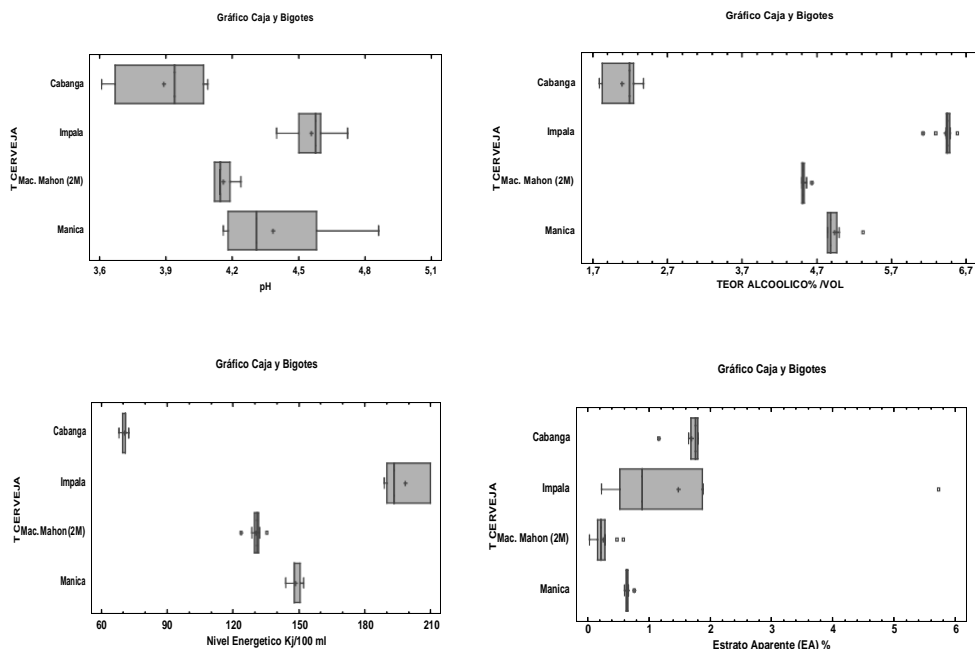 Gráfico Caja y Bigotes
Cabanga
Impala
Mac. Mahon (2M)
Manica
T CERVEJA
3,6 3,9 4,2 4,5 4,8 5,1
pH
Gráfico Caja y Bigotes
Cabanga
Impala
Mac. Mahon (2M)
Manica
T CERVEJA
1,7 2,7 3,7 4,7 5,7 6,7
TEOR ALCOOLICO% /VOL
Gráfico Caja y Bigotes
Cabanga
Impala
Mac. Mahon (2M)
Manica
T CERVEJA
60 90 120 150 180 210
Nivel Energetico Kj/100 ml
Gráfico Caja y Bigotes
Cabanga
Impala
Mac. Mahon (2M)
Manica
T CERVEJA
0 1 2 3 4 5 6
Estrato Aparente (EA) %